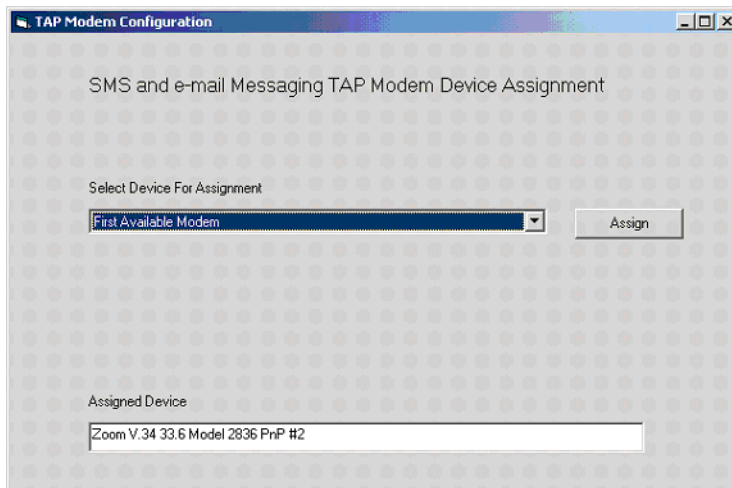 TAP Modem Configuration
SMS and e-mail Messaging TAP Modem Device Assignment
Select Device For Assignment
First Available Modem
Assign
Assigned Device
Zoom V.34 33.6 Model 2836 PnP #2